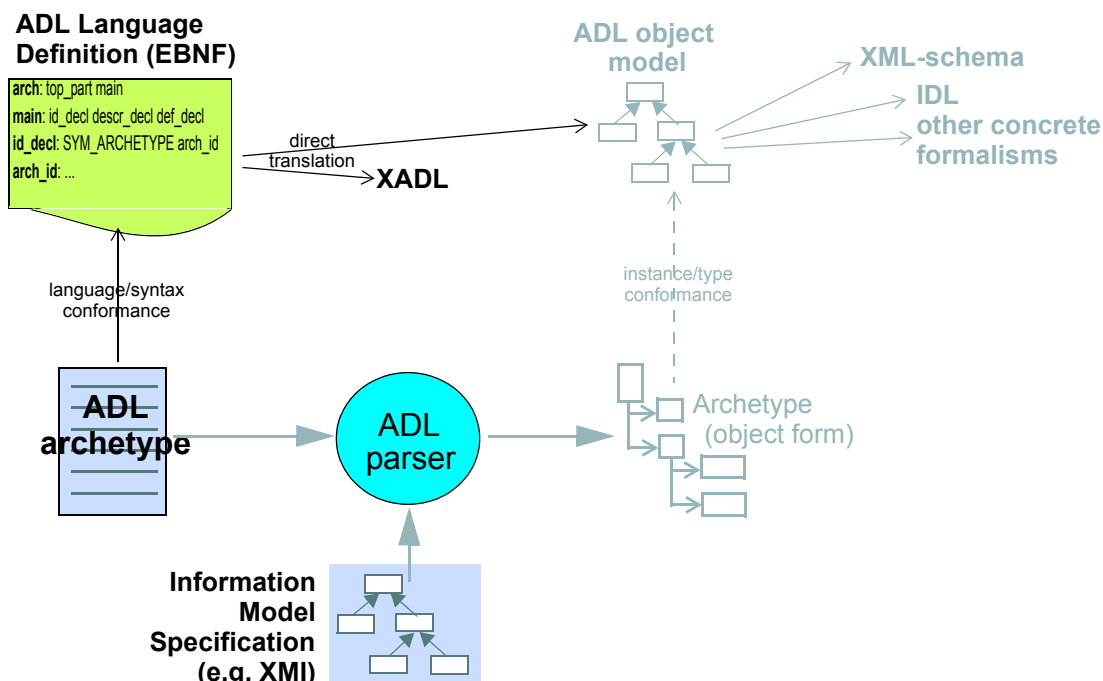 ADL Language
Definition (EBNF)
arch: top_part main
main: id_decl descr_decl def_decl
id_decl: SYM_ARCHETYPE arch_id
arch_id: ...
direct
translation
XADL
ADL object
model
XML-schema
IDL
other concrete
formalisms
language/syntax
conformance
instance/type
conformance
ADL
archetype
ADL
parser
Archetype
(object form)
Information
Model
Specification
(e.g. XMI)